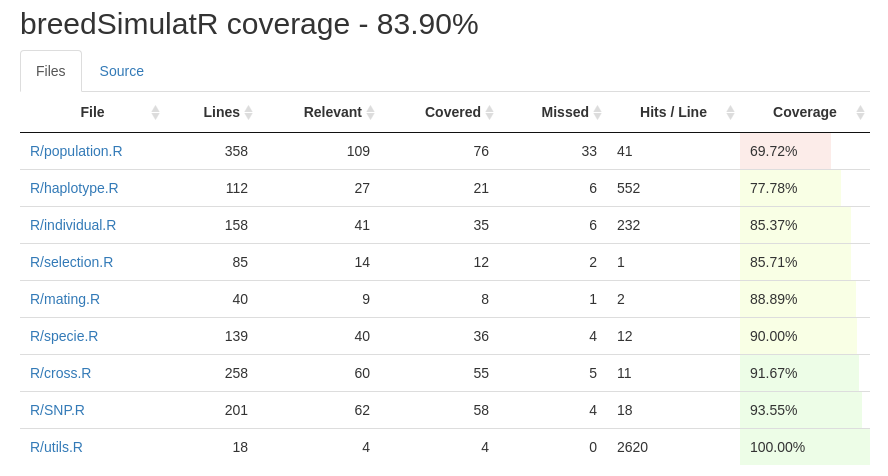 breedSimulatR coverage - 83.90%
Files Source
File Lines Relevant Covered Missed Hits / Line Coverage
R/population.R 358 109 76 33 41 69.72%
R/haplotype.R 112 27 21 6 552 77.78%
R/individual.R 158 41 35 6 232 85.37%
R/selection.R 85 14 12 2 1 85.71%
R/mating.R 40 9 8 1 2 88.89%
R/specie.R 139 40 36 4 12 90.00%
R/cross.R 258 60 55 5 11 91.67%
R/SNP.R 201 62 58 4 18 93.55%
R/utils.R 18 4 4 0 2620 100.00%